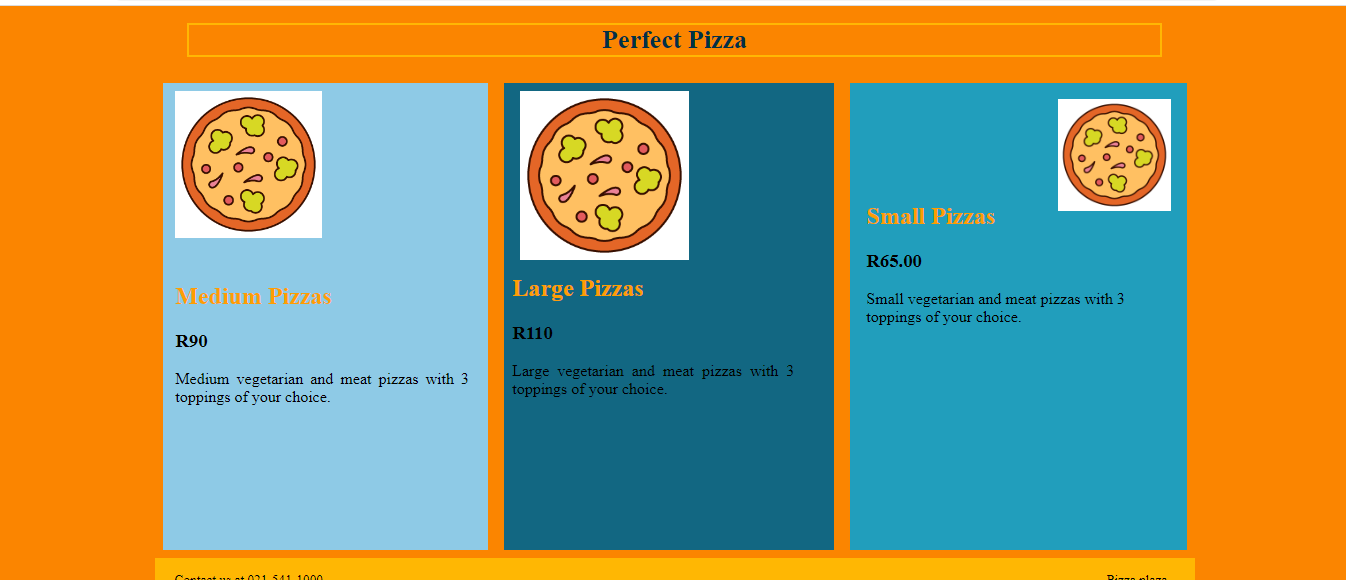 Perfect Pizza
Medium Pizzas
R90
Medium vegetarian and meat pizzas with 3
toppings of your choice.
Large Pizzas
R110
Large vegetarian and meat pizzas with 3
toppings of your choice.
Small Pizzas
R65.00
Small vegetarian and meat pizzas with 3
toppings of your choice.
Contact us at 021-541-1000
Pizza plaza